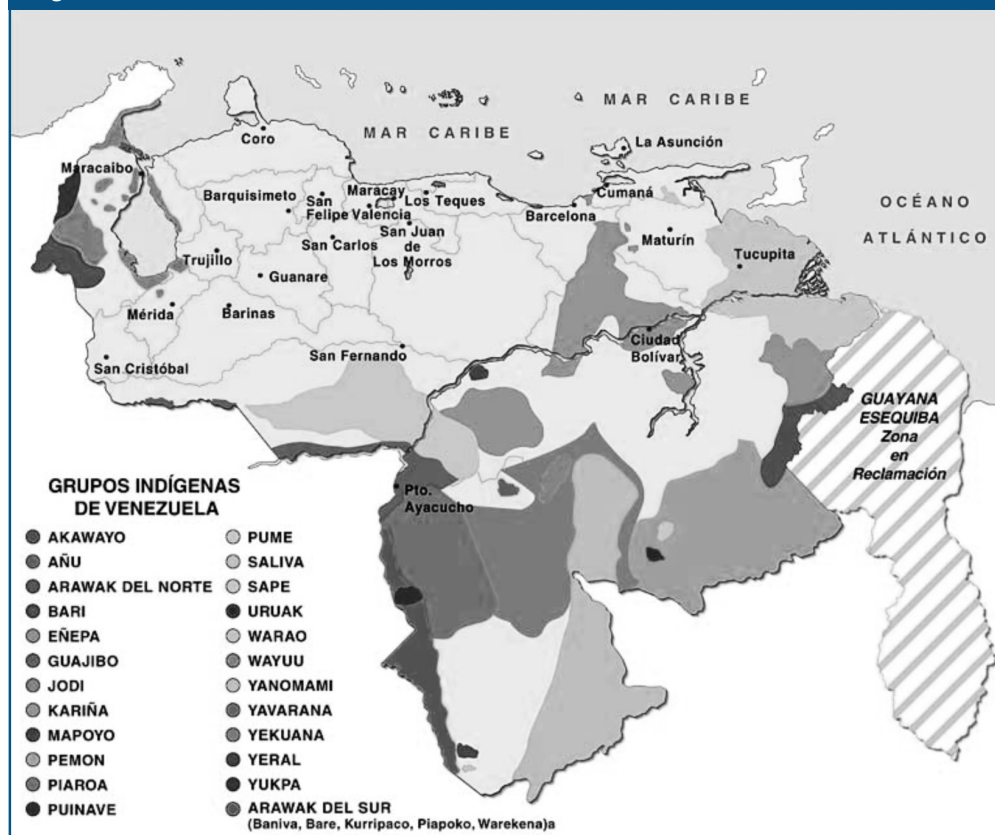 MAR CARIBE
MAR CARIBE
Coro
La Asunción
Maracaibo
Barquisimeto
San
Felipe
Maracay
Valencia
Los Teques
Cumaná
Barcelona
OCÉANO
ATLÁNTICO
San Carlos
San Juan
de
Los Morros
Maturín
Tucupita
Trujillo
Guanare
Mérida
Barinas
San Cristóbal
San Fernando
Ciudad
Bolívar
GUAYANA
ESEQUIBA
Zona
en
Reclamación
Pto.
Ayacucho
GRUPOS INDÍGENAS
DE VENEZUELA
AKAWAYO
AÑU
ARAWAK DEL NORTE
BARI
EÑEPA
GUAJIBO
JODI
KARIÑA
MAPOYO
PEMON
PIAROA
PUINAVE
PUME
SALIVA
SAPE
URUAK
WARAO
WAYUU
YANOMAMI
YAVARANA
YEKUANA
YERAL
YUKPA
ARAWAK DEL SUR
(Baniva, Bare, Kurripaco, Piapoko, Warekena)a